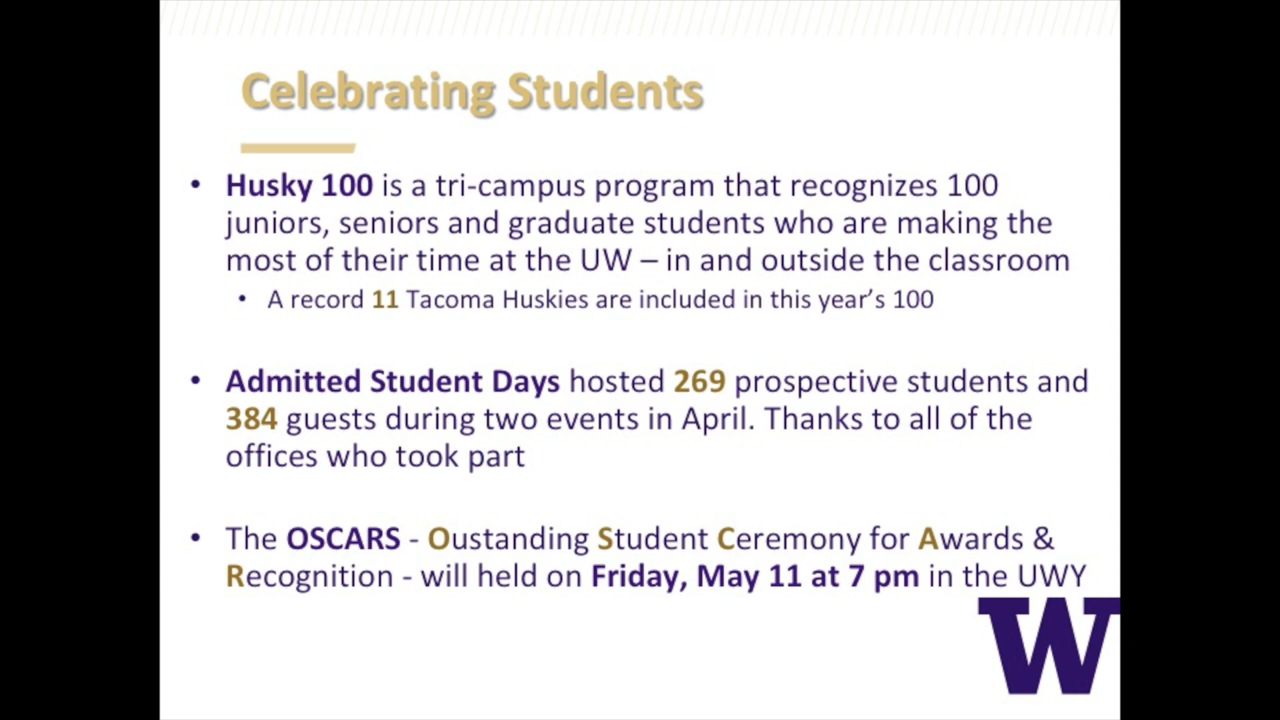 Celebrating Students
• Husky 100 is a tri-campus program that recognizes 100
juniors, seniors and graduate students who are making the
most of their time at the UW – in and outside the classroom
• A record 11 Tacoma Huskies are included in this year’s 100
• Admitted Student Days hosted 269 prospective students and
384 guests during two events in April. Thanks to all of the
offices who took part
• The OSCARS - Oustanding Student Ceremony for Awards &
Recognition - will held on Friday, May 11 at 7 pm in the UWY
W